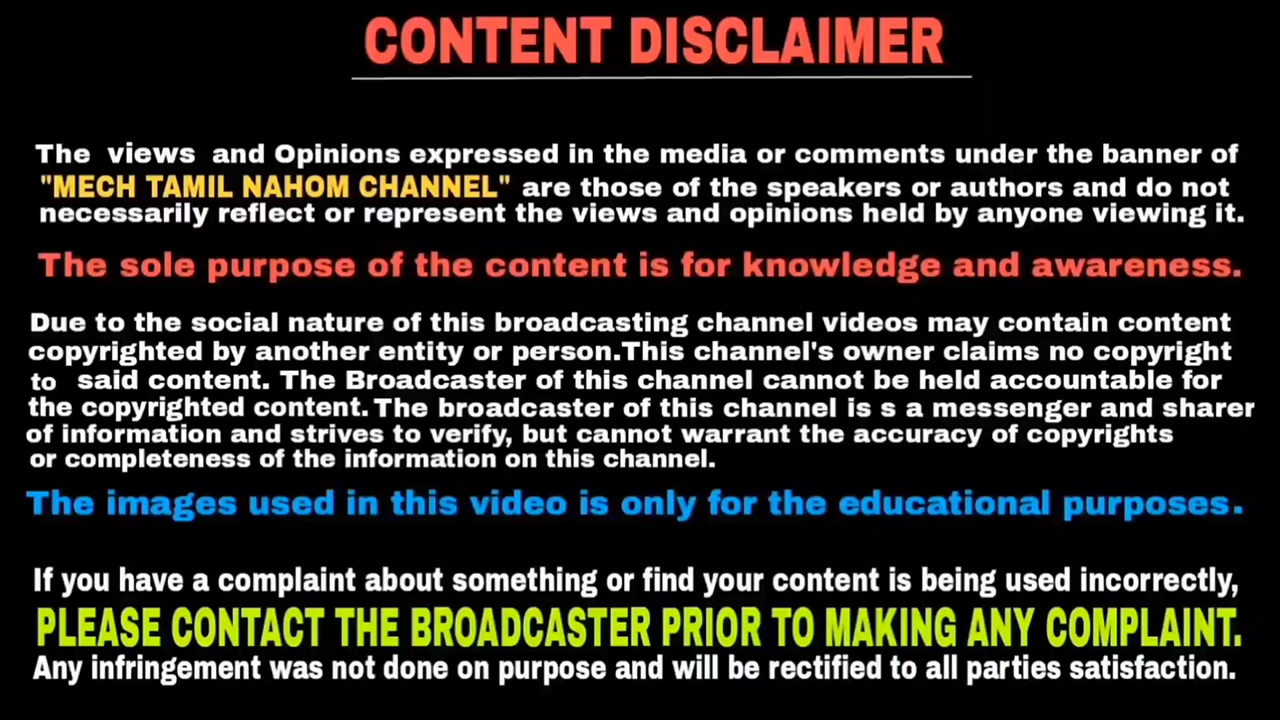 CONTENT DISCLAIMER
The views and Opinions expressed in the media or comments under the banner of
"MECH TAMIL NAHOM CHANNEL" are those of the speakers or authors and do not
necessarily reflect or represent the views and opinions held by anyone viewing it.
The sole purpose of the content is for knowledge and awareness.
Due to the social nature of this broadcasting channel videos may contain content
copyrighted by another entity or person.This channel's owner claims no copyright
to said content. The Broadcaster of this channel cannot be held accountable for
the copyrighted content. The broadcaster of this channel is s a messenger and sharer
of information and strives to verify, but cannot warrant the accuracy of copyrights
or completeness of the information on this channel.
The images used in this video is only for the educational purposes.
If you have a complaint about something or find your content is being used incorrectly,
PLEASE CONTACT THE BROADCASTER PRIOR TO MAKING ANY COMPLAINT.
Any infringement was not done on purpose and will be rectified to all parties satisfaction.